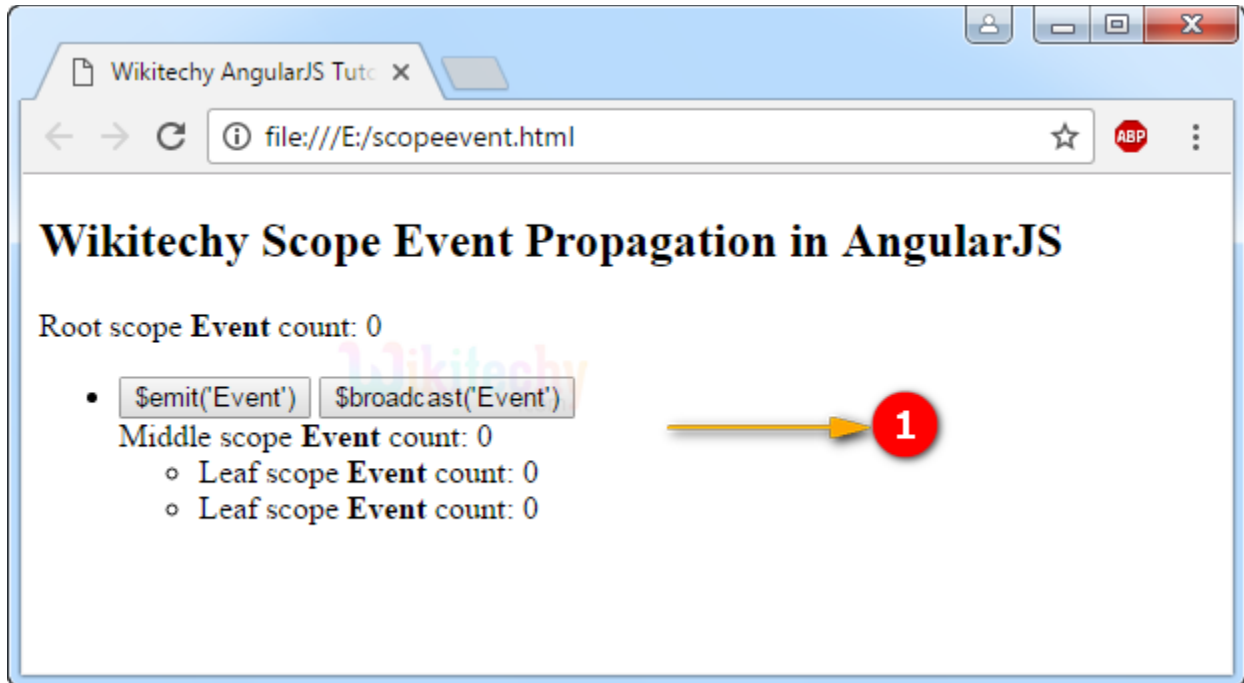 Wikitechy AngularJS Tuto
file:///E:/scopeevent.html
ABP
Wikitechy Scope Event Propagation in AngularJS
Root scope Event count: 0
Wikitechy
.com
$emit('Event') $broadcast('Event')
Middle scope Event count: 0
Leaf scope Event count: 0
Leaf scope Event count: 0
1